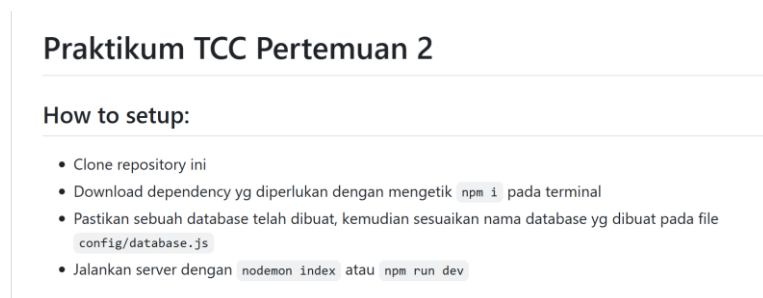 Praktikum TCC Pertemuan 2
How to setup:
• Clone repository ini
• Download dependency yg diperlukan dengan mengetik npm i pada terminal
• Pastikan sebuah database telah dibuat, kemudian sesuaikan nama database yg dibuat pada file
config/database.js
• Jalankan server dengan nodemon index atau npm run dev